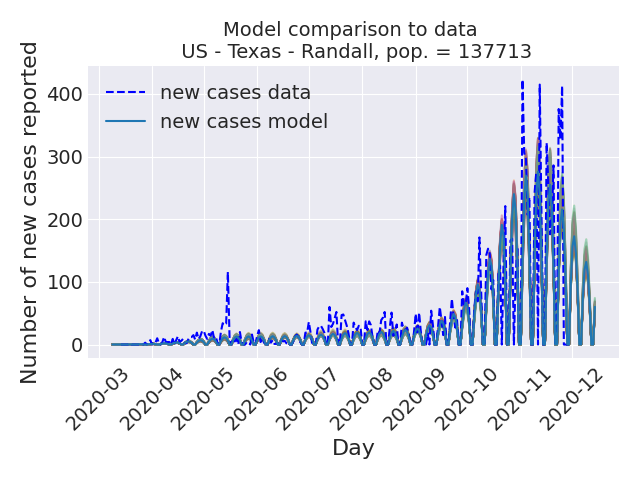 Model comparison to data
US - Texas - Randall, pop. = 137713
Number of new cases reported
400
300
200
100
0
new cases data
new cases model
2020-03
2020-04
2020-05
2020-06
2020-07
2020-08
2020-09
2020-10
2020-11
2020-12
Day